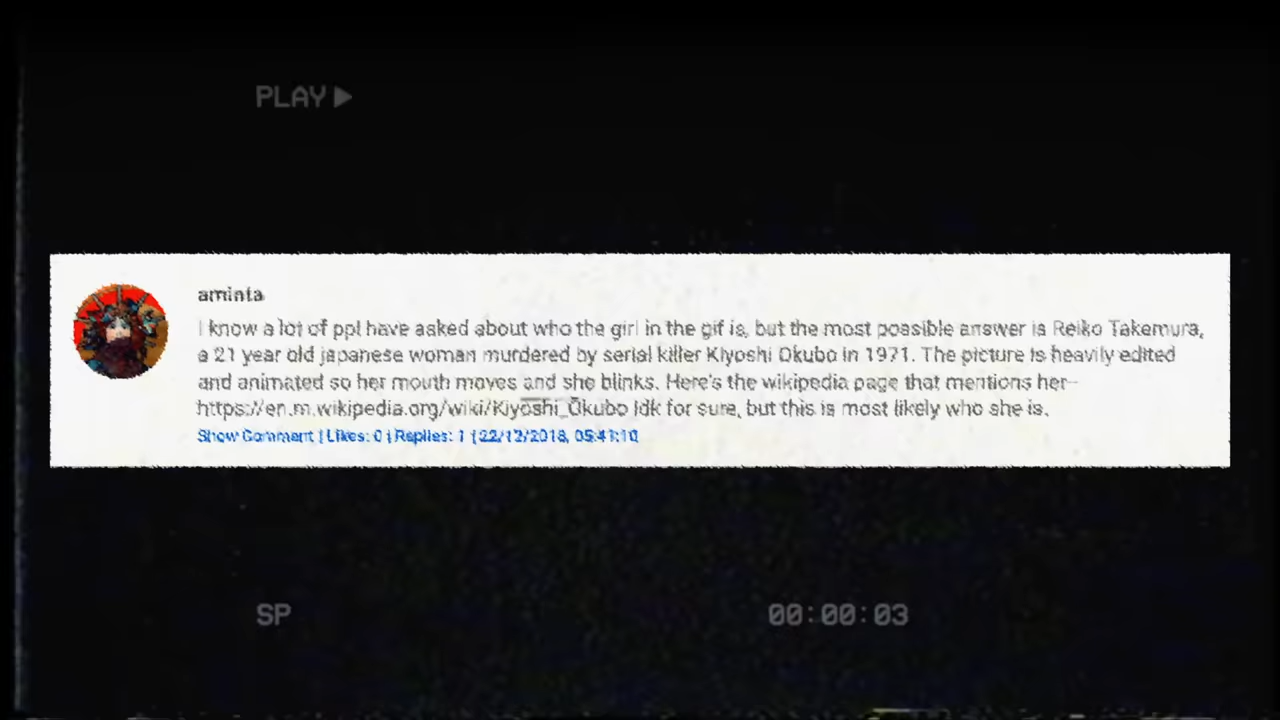 PLAY
aminta
I know a lot of ppl have asked about who the girl in the gif is, but the most possible answer is Reiko Takemura,
a 21 year old japanese woman murdered by serial killer Kiyoshi Okubo in 1971. The picture is heavily edited
and animated so her mouth moves and she blinks. Here's the wikipedia page that mentions her--
https://en.m.wikipedia.org/wiki/Kiyoshi_Ōkubo Idk for sure, but this is most likely who she is.
Show Comment | Likes: 0 | Replies: 1 | 22/12/2018, 05:41:10
SP
00:00:03